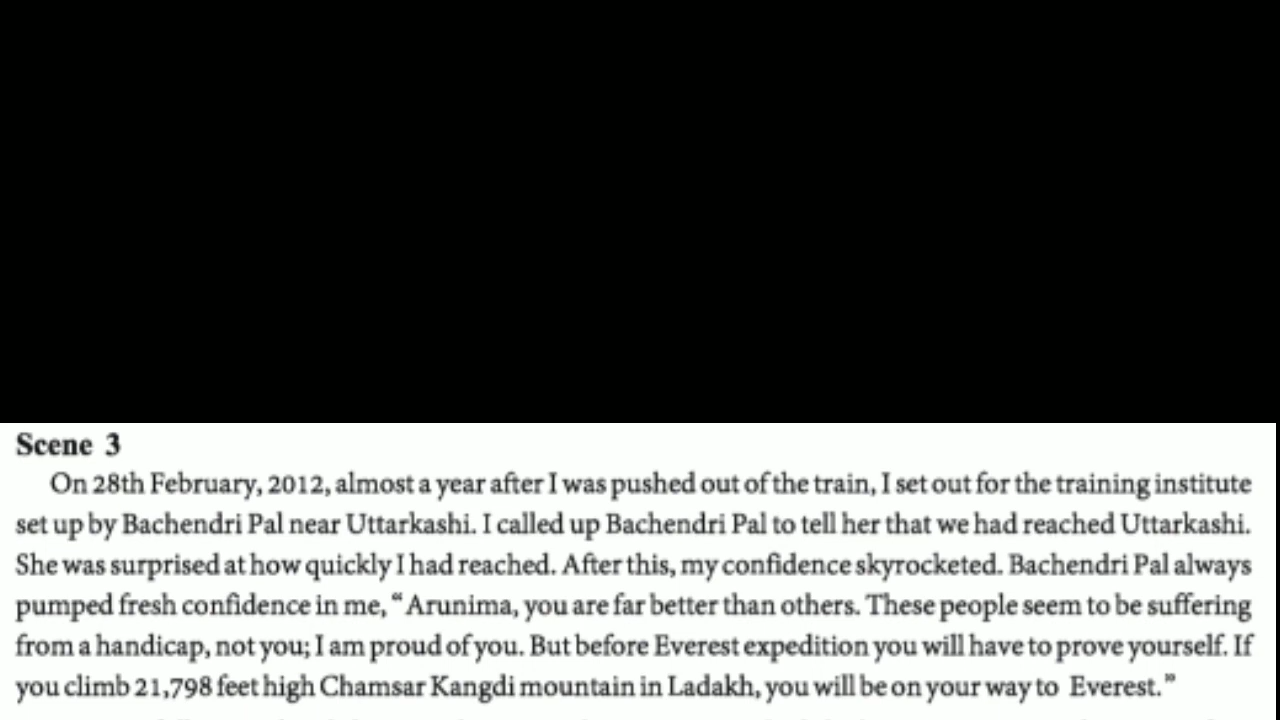 Scene 3
On 28th February, 2012, almost a year after I was pushed out of the train, I set out for the training institute
set up by Bachendri Pal near Uttarkashi. I called up Bachendri Pal to tell her that we had reached Uttarkashi.
She was surprised at how quickly I had reached. After this, my confidence skyrocketed. Bachendri Pal always
pumped fresh confidence in me, “Arunima, you are far better than others. These people seem to be suffering
from a handicap, not you; I am proud of you. But before Everest expedition you will have to prove yourself. If
you climb 21,798 feet high Chamsar Kangdi mountain in Ladakh, you will be on your way to Everest.”